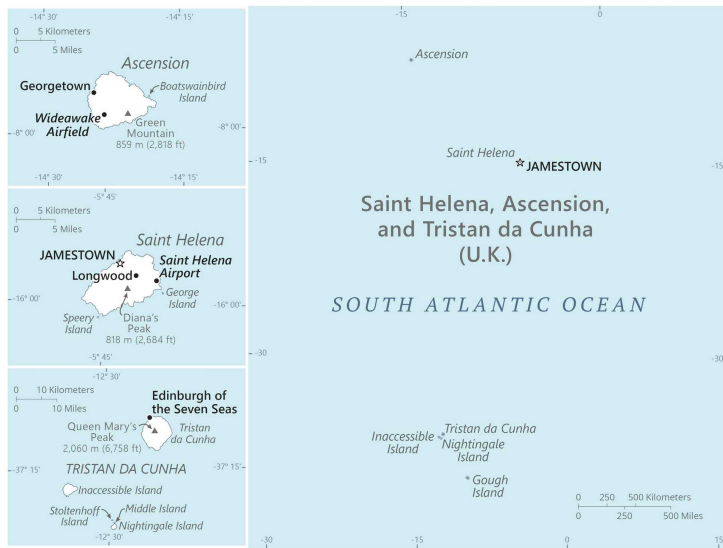 -14° 30'
-14° 15'
0 5 Kilometers
0 5 Miles
Ascension
Georgetown
Boatswainbird
Island
Wideawake
Airfield
Green
Mountain
859 m (2,818 ft)
-8° 00'
-8° 00'
-14° 30'
-14° 15'
-5° 45'
0 5 Kilometers
0 5 Miles
Saint Helena
JAMESTOWN
Longwood
Saint Helena
Airport
George
Island
-16° 00'
-16° 00'
Speery
Island
Diana's
Peak
818 m (2,684 ft)
-5° 45'
-12° 30'
0 10 Kilometers
0 10 Miles
Edinburgh of
the Seven Seas
Queen Mary's
Peak
2,060 m (6,758 ft)
Tristan
da Cunha
-37° 15'
-37° 15'
TRISTAN DA CUNHA
Inaccessible Island
Stoltenhoff
Island
Middle Island
Nightingale Island
-12° 30'
-15
0
Ascension
-15
-15
Saint Helena
JAMESTOWN
Saint Helena, Ascension,
and Tristan da Cunha
(U.K.)
SOUTH ATLANTIC OCEAN
-30
-30
Inaccessible
Island
Tristan da Cunha
Nightingale
Island
Gough
Island
0 250 500 Kilometers
0 250 500 Miles
-30
-15
0
15